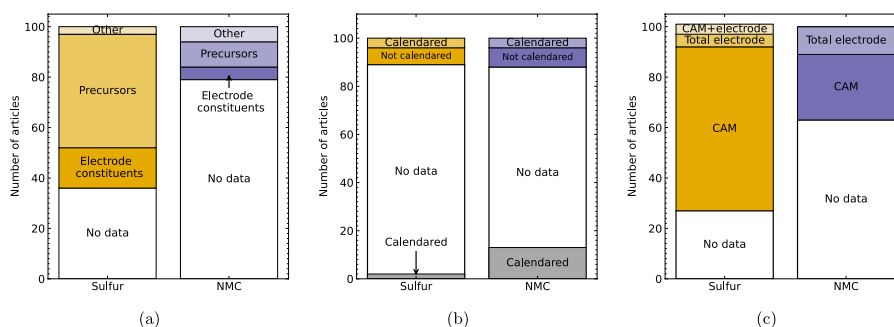 Number of articles
100
80
60
40
20
0
Other
Precursors
Electrode
constituents
No data
Sulfur
Other
Precursors
Electrode
constituents
No data
NMC
(a)
Number of articles
100
80
60
40
20
0
Calendared
Not calendared
No data
Calendared
Sulfur
Calendared
Not calendared
No data
Calendared
NMC
(b)
Number of articles
100
80
60
40
20
0
CAM+electrode
Total electrode
CAM
No data
Sulfur
Total electrode
CAM
No data
NMC
(c)